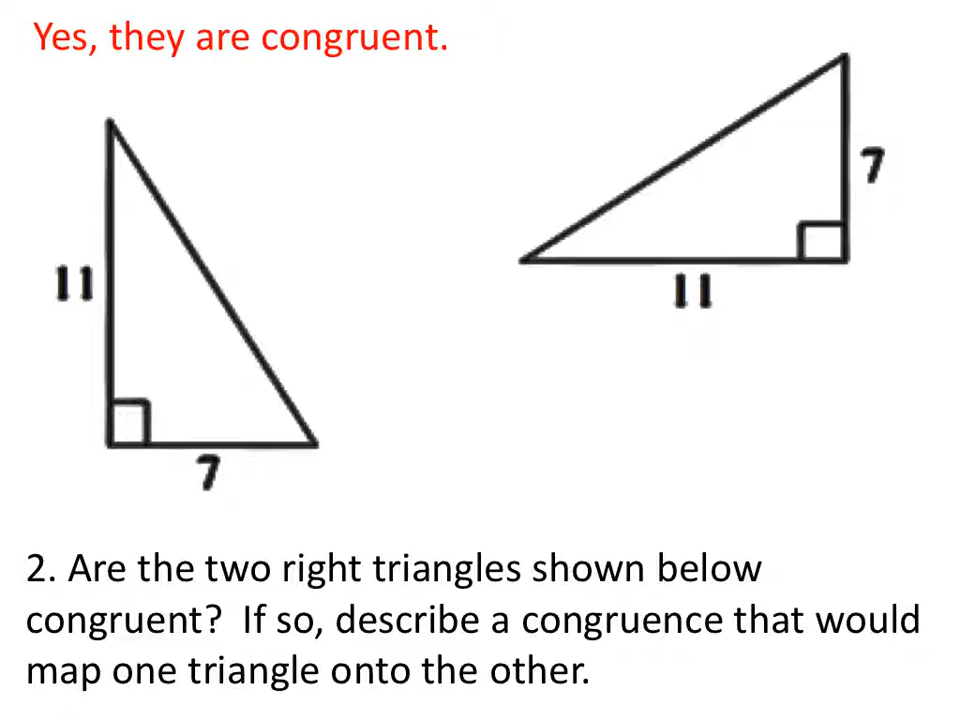 Yes, they are congruent.
7
11
11
7
2. Are the two right triangles shown below
congruent?  If so, describe a congruence that would
map one triangle onto the other.